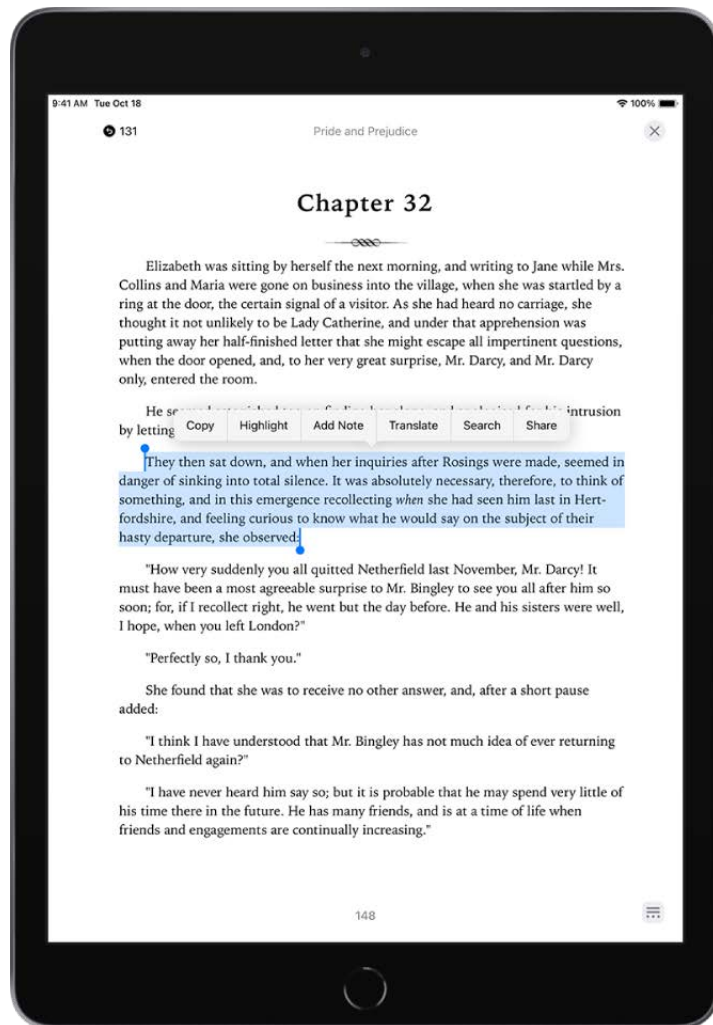 9:41 AM Tue Oct 18
100%
131
Pride and Prejudice
Chapter 32
Elizabeth was sitting by herself the next morning, and writing to Jane while Mrs.
Collins and Maria were gone on business into the village, when she was startled by a
ring at the door, the certain signal of a visitor. As she had heard no carriage, she
thought it not unlikely to be Lady Catherine, and under that apprehension was
putting away her half-finished letter that she might escape all impertinent questions,
when the door opened, and, to her very great surprise, Mr. Darcy, and Mr. Darcy
only, entered the room.
He intrusion
by letting
Copy Highlight Add Note Translate Search Share
They then sat down, and when her inquiries after Rosings were made, seemed in
danger of sinking into total silence. It was absolutely necessary, therefore, to think of
something, and in this emergence recollecting when she had seen him last in Hert-
fordshire, and feeling curious to know what he would say on the subject of their
hasty departure, she observed:
"How very suddenly you all quitted Netherfield last November, Mr. Darcy! It
must have been a most agreeable surprise to Mr. Bingley to see you all after him so
soon; for, if I recollect right, he went but the day before. He and his sisters were well,
I hope, when you left London?"
"Perfectly so, I thank you."
She found that she was to receive no other answer, and, after a short pause
added:
"I think I have understood that Mr. Bingley has not much idea of ever returning
to Netherfield again?"
"I have never heard him say so; but it is probable that he may spend very little of
his time there in the future. He has many friends, and is at a time of life when
friends and engagements are continually increasing."
148